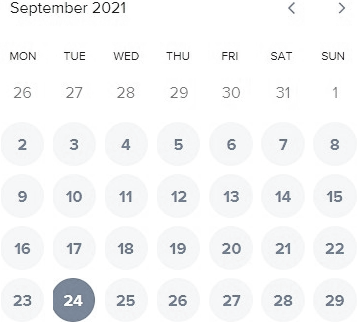 September 2021
MON TUE WED THU FRI SAT SUN
26 27 28 29 30 31 1
2 3 4 5 6 7 8
9 10 11 12 13 14 15
16 17 18 19 20 21 22
23 24 25 26 27 28 29